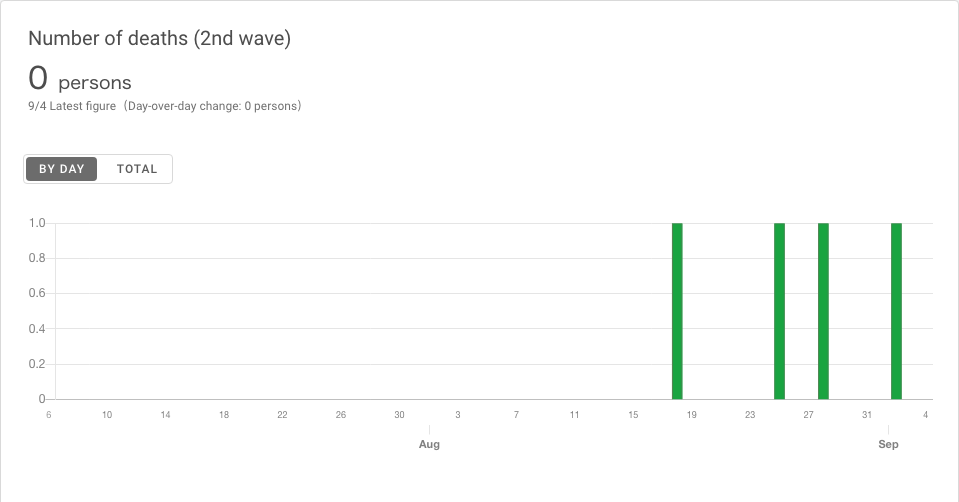 Number of deaths (2nd wave)
0 persons
9/4 Latest figure（Day-over-day change: 0 persons）
BY DAY TOTAL
1.0
0.8
0.6
0.4
0.2
0
6 10 14 18 22 26 30 3 7 11 15 19 23 27 31 4
Aug Sep